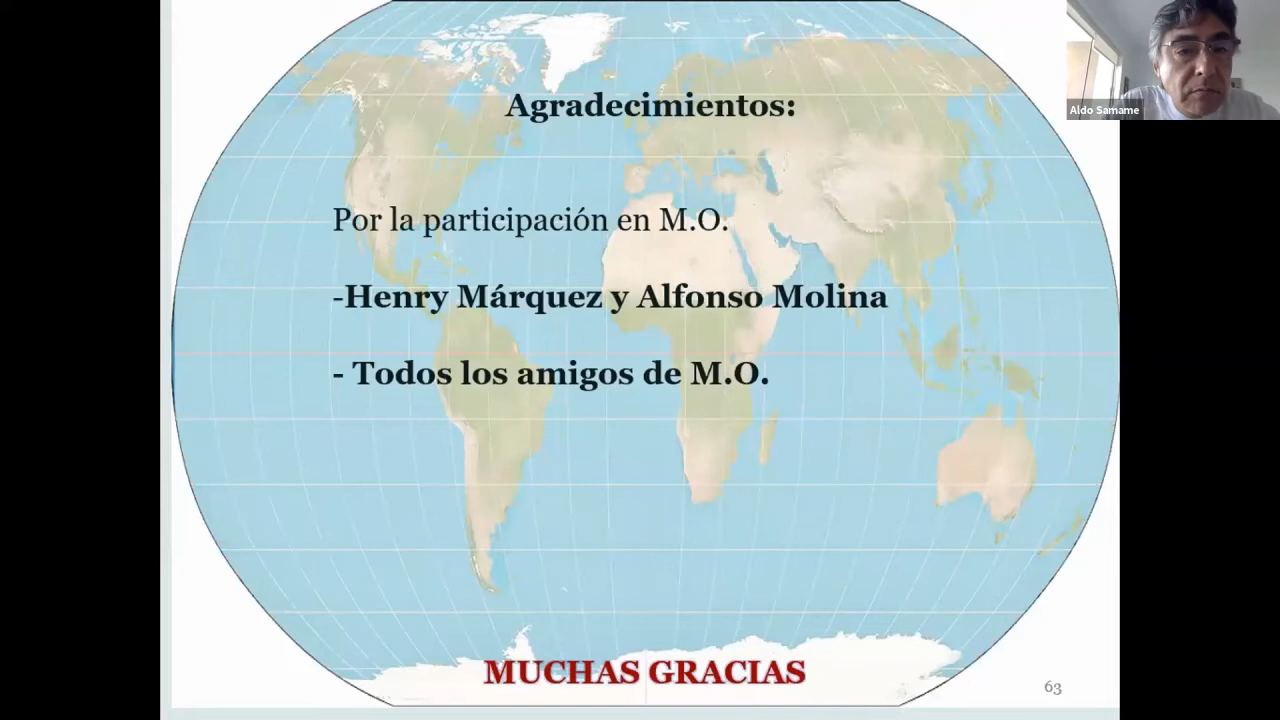 Agradecimientos:
Aldo Samame
Por la participación en M.O.
-Henry Márquez y Alfonso Molina
- Todos los amigos de M.O.
MUCHAS GRACIAS
63